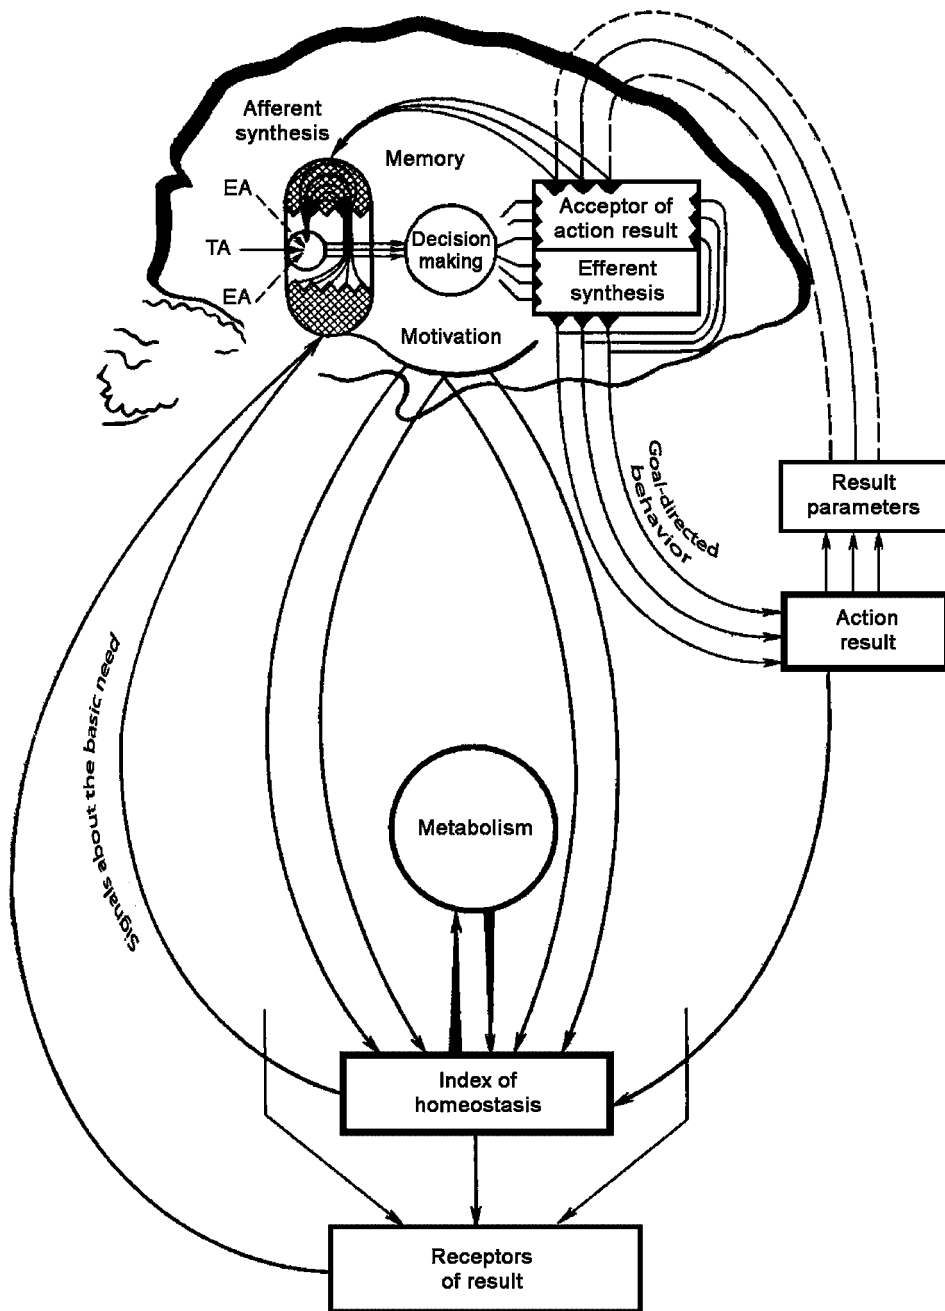 Afferent
synthesis
Memory
EA
TA
EA
Decision
making
Acceptor of
action result
Efferent
synthesis
Motivation
Goal-directed
behavior
Result
parameters
Action
result
Signals about the basic need
Metabolism
Index of
homeostasis
Receptors
of result